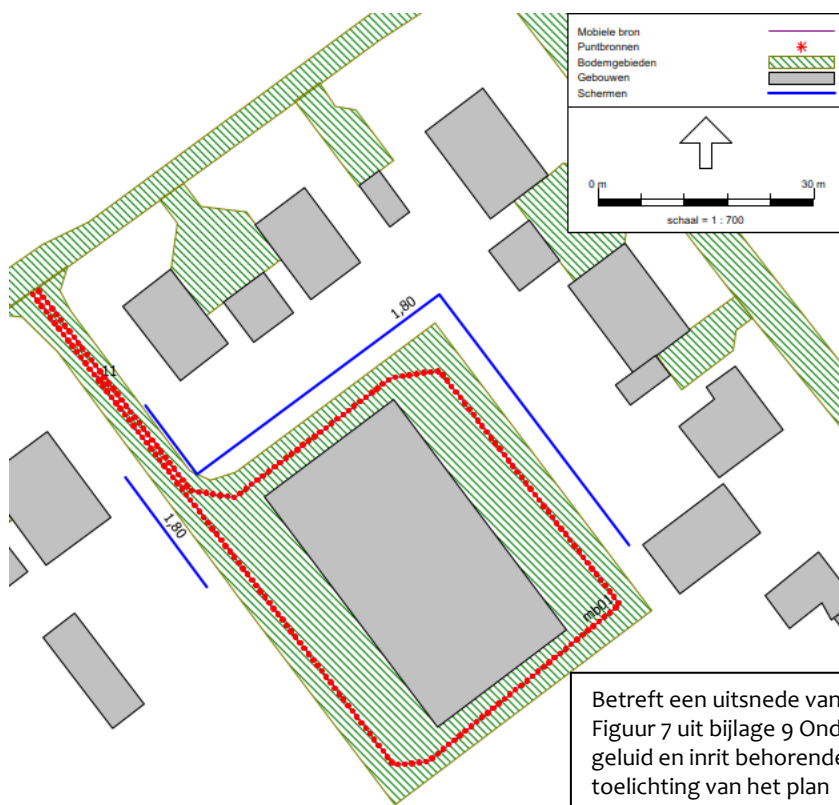 Mobiele bron
Puntbronnen
Bodemgebieden
Gebouwen
Schermen
0 m 30 m
schaal = 1 : 700
1,80
11
1,80
mb01
Betreft een uitsnede van
Figuur 7 uit bijlage 9 Ond
geluid en inrit behorende
toelichting van het plan